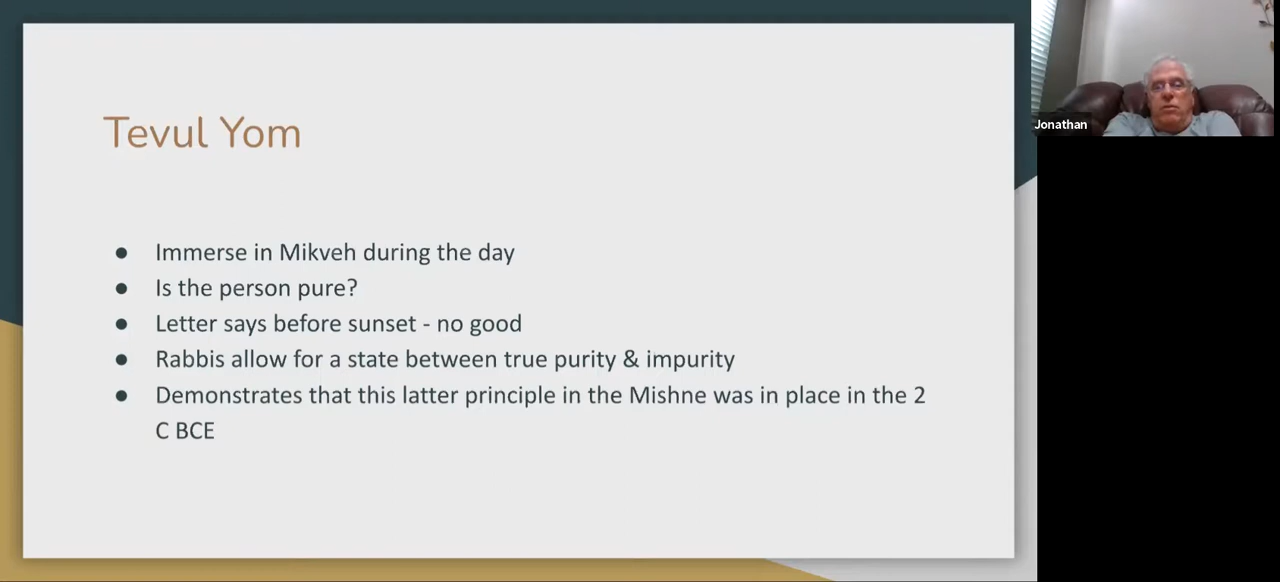 Tevul Yom
● Immerse in Mikveh during the day
● Is the person pure?
● Letter says before sunset - no good
● Rabbis allow for a state between true purity & impurity
● Demonstrates that this latter principle in the Mishne was in place in the 2
C BCE
Jonathan